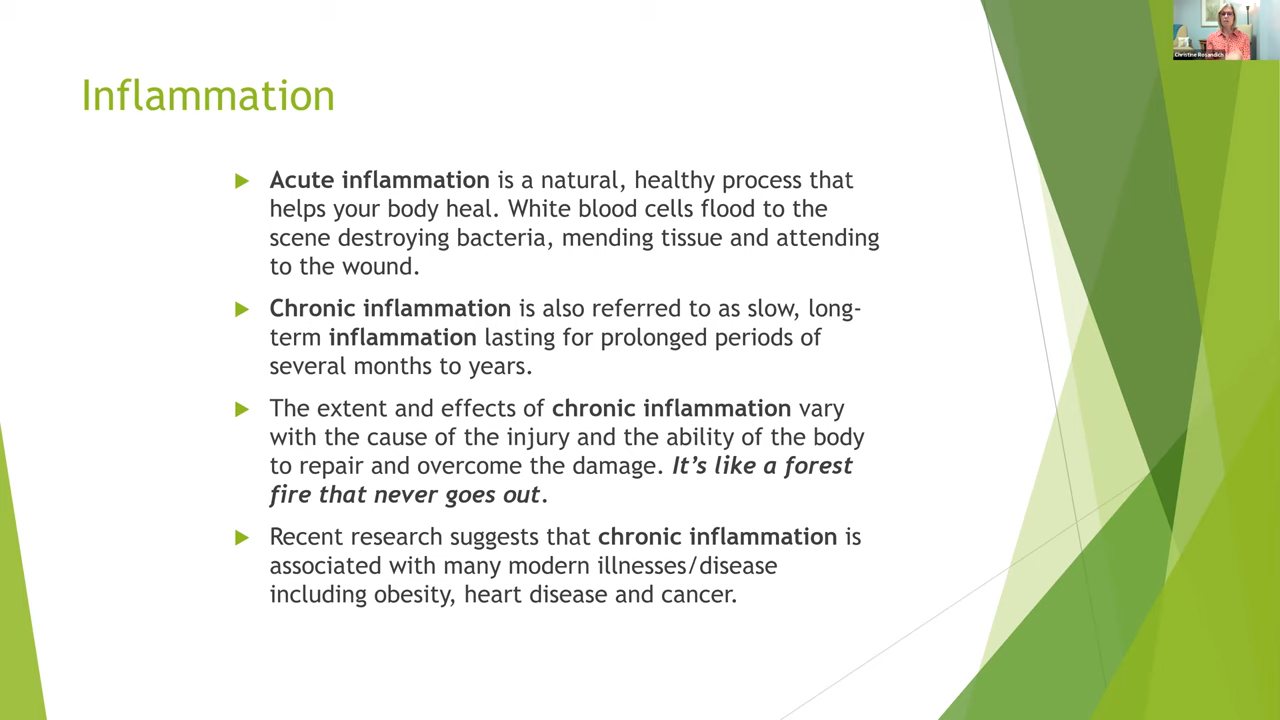 Christine Rosandich
Inflammation
Acute inflammation is a natural, healthy process that
helps your body heal. White blood cells flood to the
scene destroying bacteria, mending tissue and attending
to the wound.
Chronic inflammation is also referred to as slow, long-
term inflammation lasting for prolonged periods of
several months to years.
The extent and effects of chronic inflammation vary
with the cause of the injury and the ability of the body
to repair and overcome the damage. It’s like a forest
fire that never goes out.
Recent research suggests that chronic inflammation is
associated with many modern illnesses/disease
including obesity, heart disease and cancer.